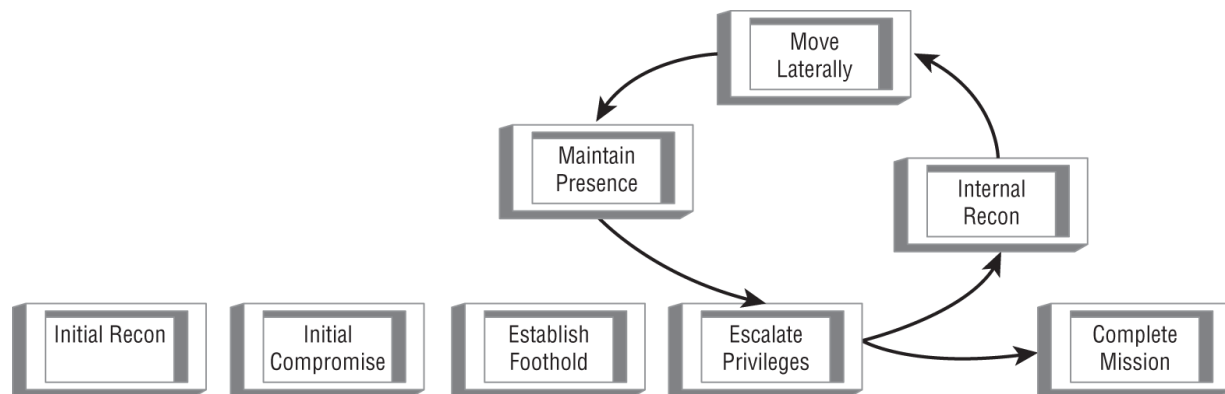 Move
Laterally
Maintain
Presence
Internal
Recon
Initial Recon
Initial
Compromise
Establish
Foothold
Escalate
Privileges
Complete
Mission